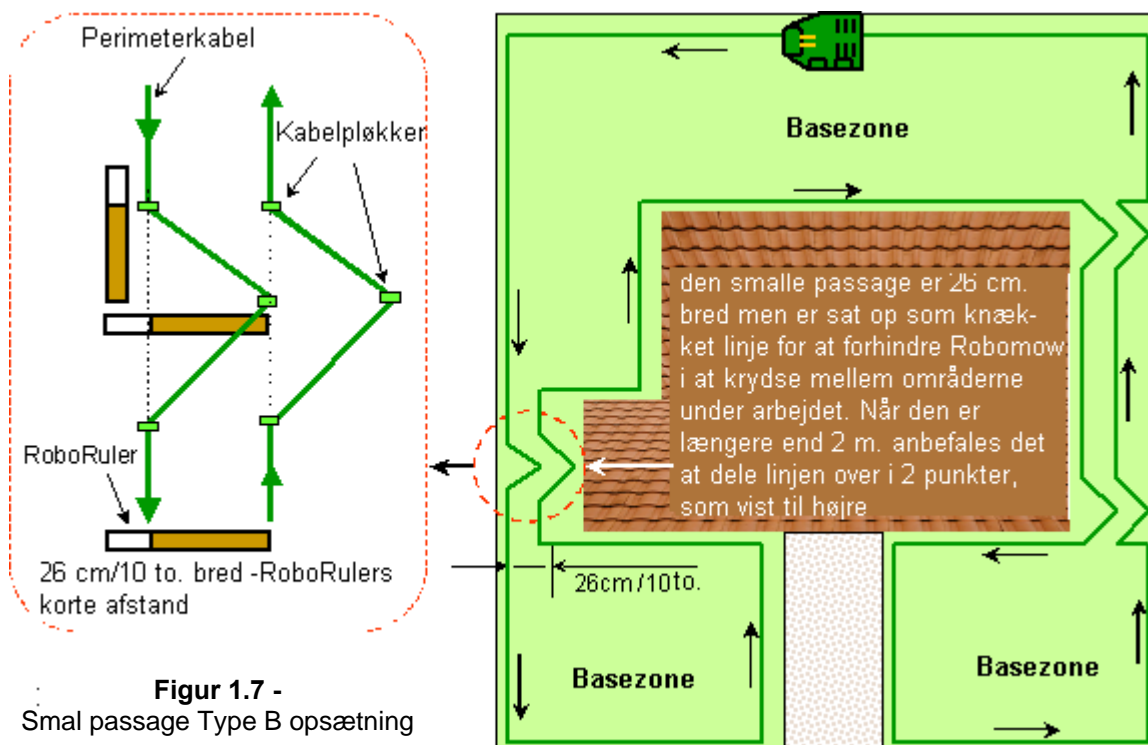 Perimeterkabel
Kabelpløkker
RoboRuler
26 cm/10 to. bred -RoboRulers
korte afstand
Figur 1.7 -
Smal passage Type B opsætning
Basezone
den smalle passage er 26 cm.
bred men er sat op som knæk-
ket linje for at forhindre Robomow
i at krydse mellem områderne
under arbejdet. Når den er
længere end 2 m. anbefales det
at dele linjen over i 2 punkter,
som vist til højre
26cm/10to.
Basezone
Basezone